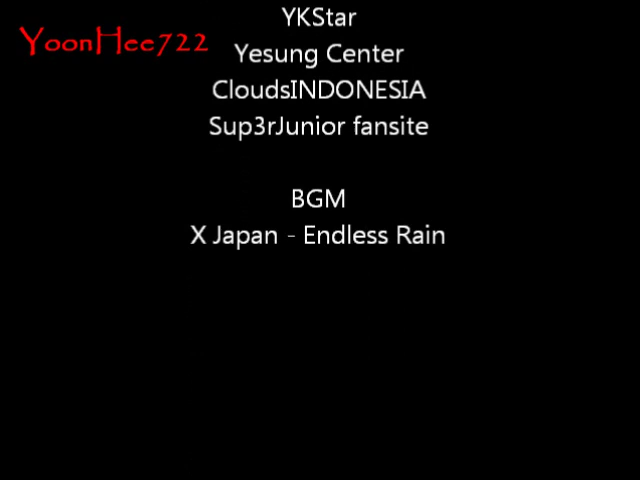 YKStar
YoonHee722
Yesung Center
CloudsINDONESIA
Sup3rJunior fansite
BGM
X Japan - Endless Rain